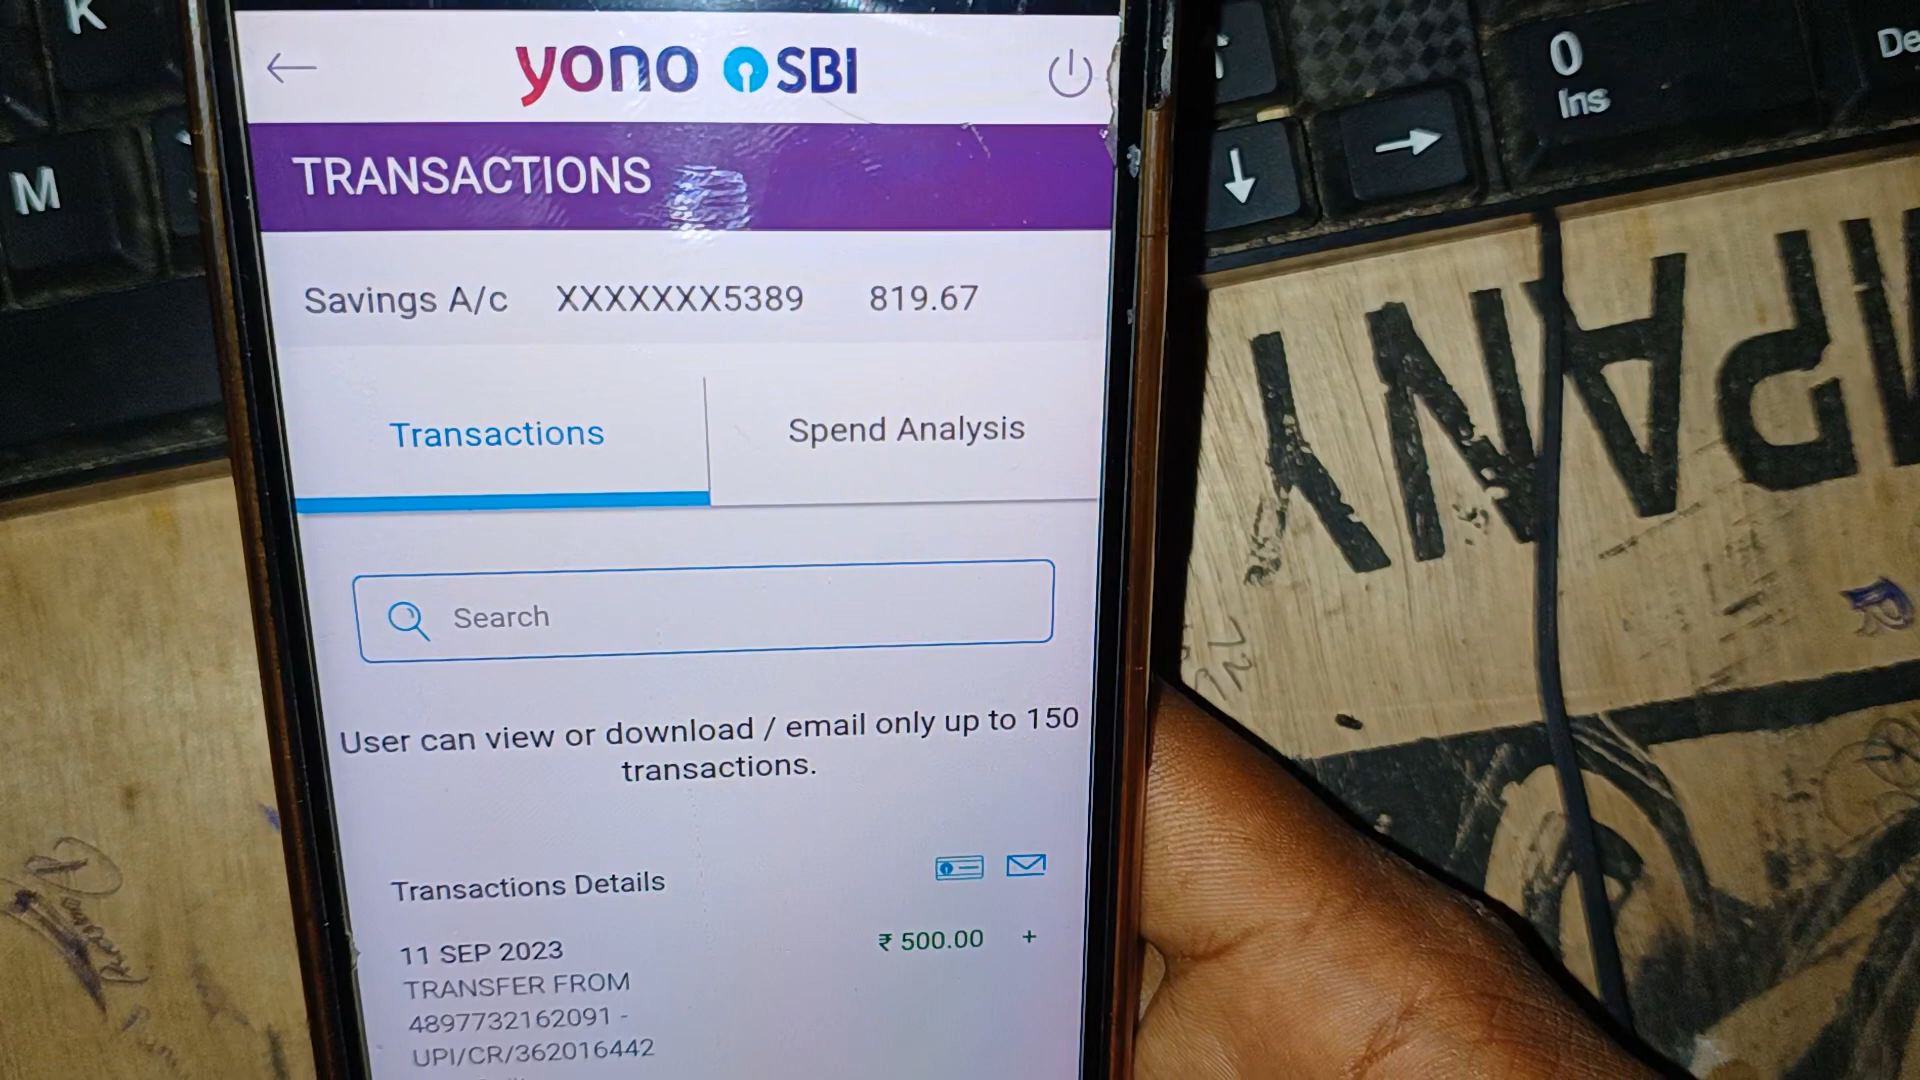 K
M
0
Ins
De
yono SBI
TRANSACTIONS
Savings A/c XXXXXXX5389 819.67
Transactions
Spend Analysis
Search
User can view or download / email only up to 150
transactions.
Transactions Details
11 SEP 2023 ₹ 500.00 +
TRANSFER FROM
4897732162091 -
UPI/CR/362016442
MPANY